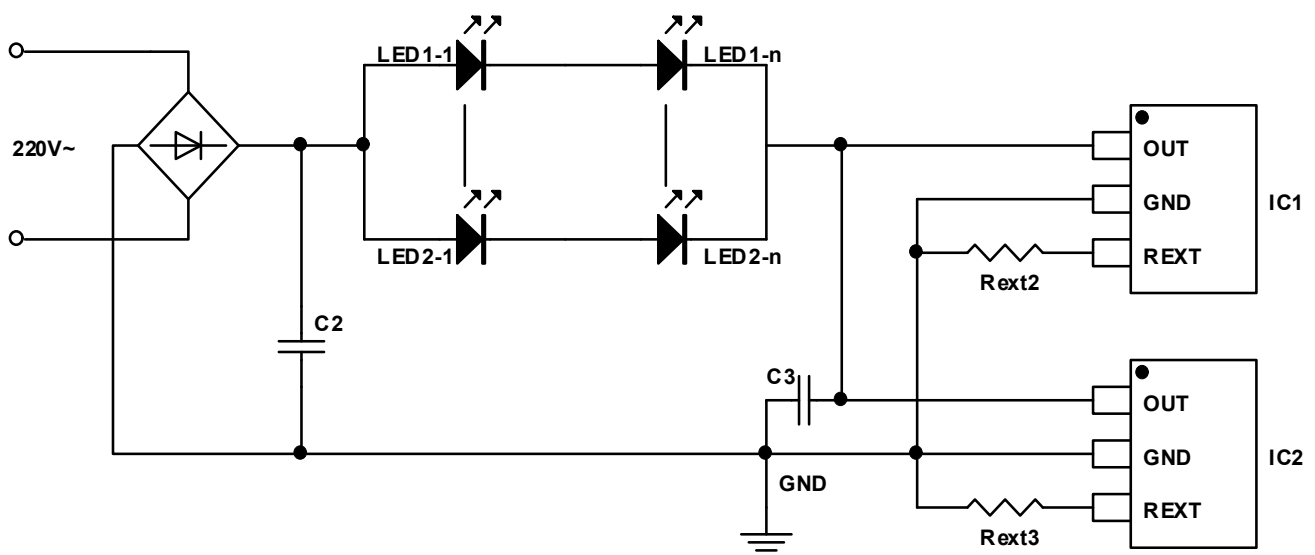 LED1-1
LED1-n
220V~
OUT
GND
IC1
REXT
LED2-1
LED2-n
Rext2
C2
C3
OUT
GND
IC2
GND
REXT
Rext3